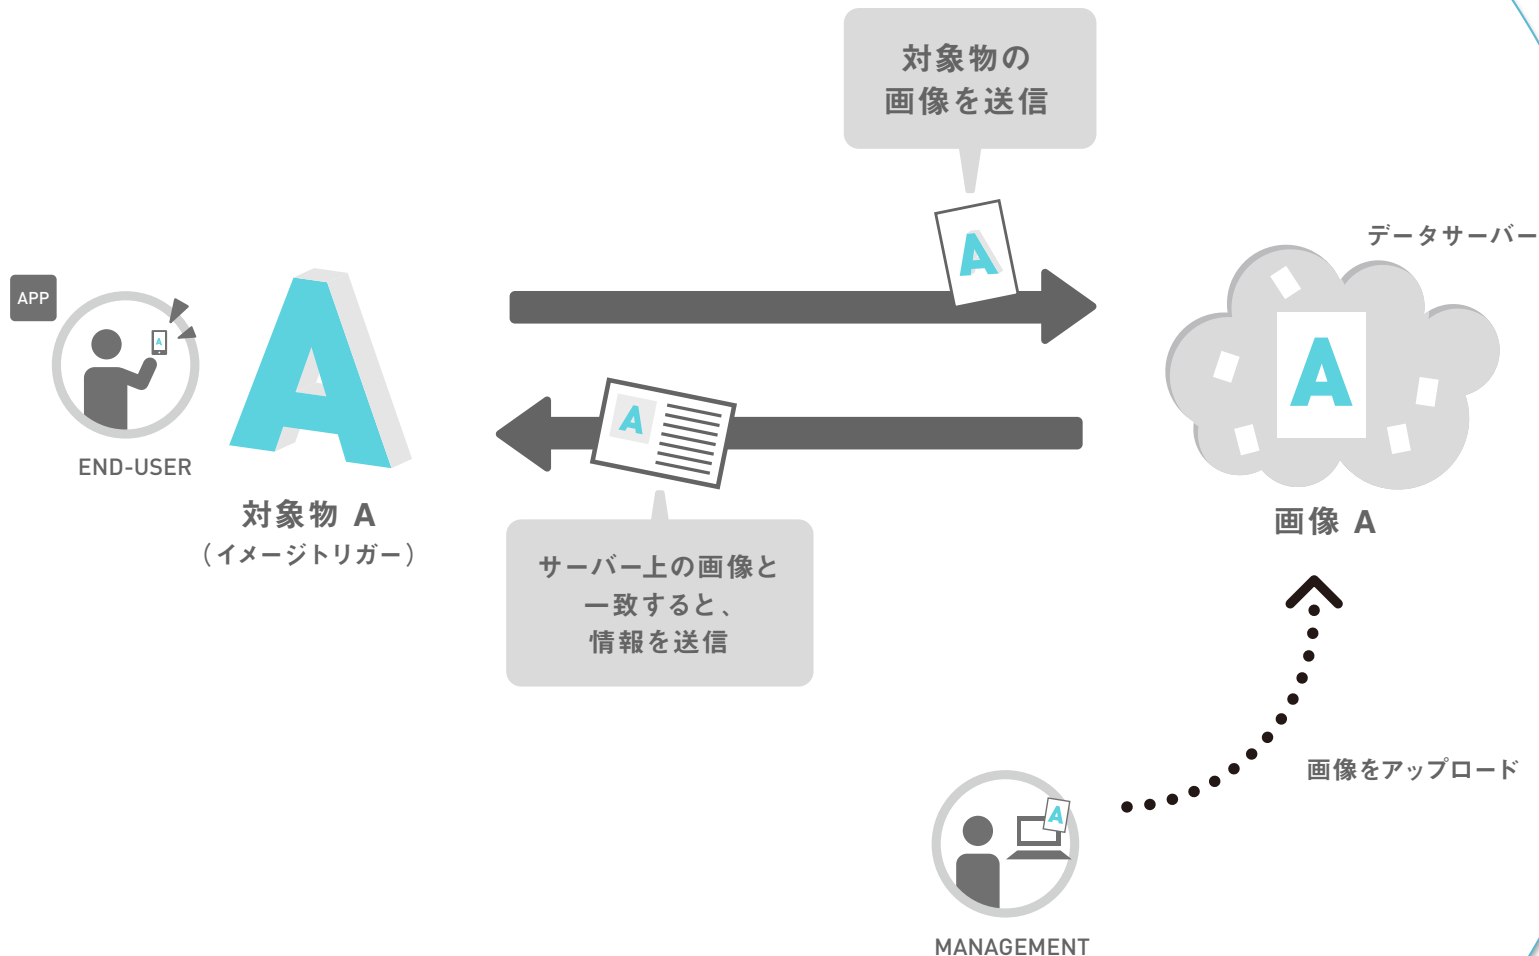 対象物の
画像を送信
データサーバー
APP
A
A
A
A
A
END-USER
対象物 A
（イメージトリガー）
画像 A
サーバー上の画像と
一致すると、
情報を送信
画像をアップロード
A
MANAGEMENT